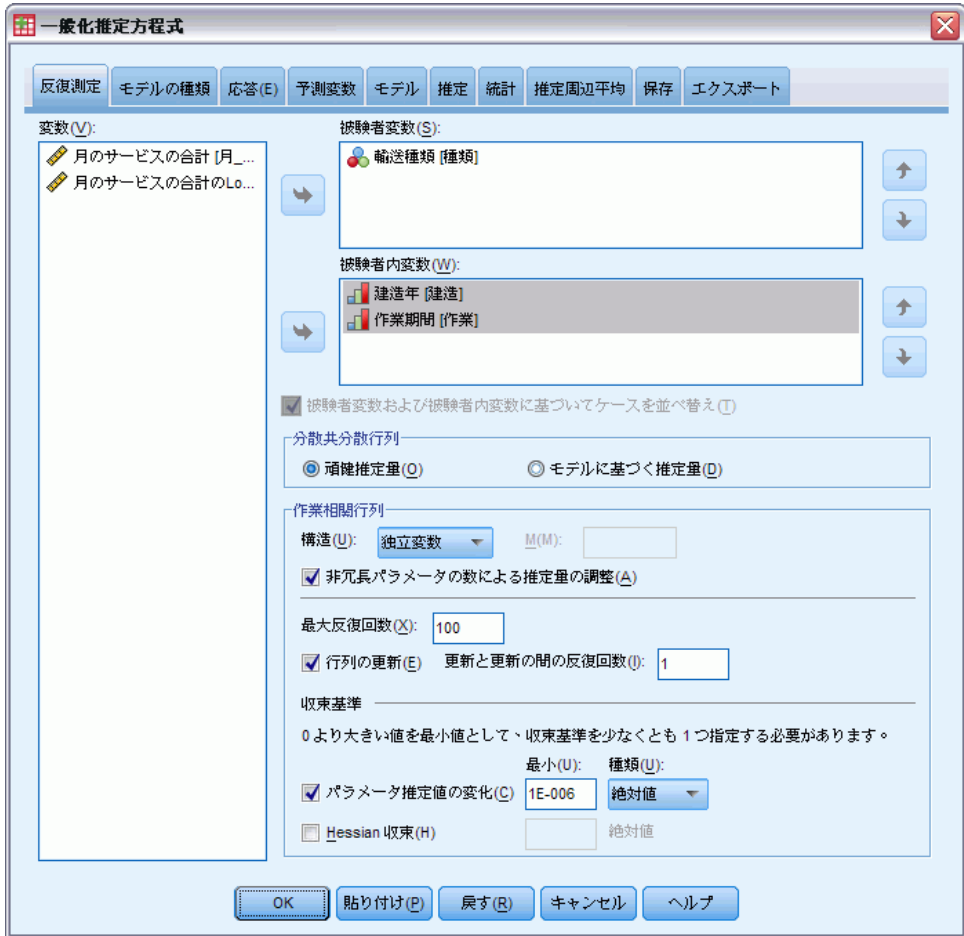 一般化推定方程式
反復測定 モデルの種類 応答(E) 予測変数 モデル 推定 統計 推定周辺平均 保存 エクスポート
変数(V):
月のサービスの合計 [月_...
月のサービスの合計のLo...
被験者変数(S):
輸送種類 [種類]
被験者内変数(W):
建造年 [建造]
作業期間 [作業]
被験者変数および被験者内変数に基づいてケースを並べ替え(T)
分散共分散行列
頑健推定量(O) モデルに基づく推定量(D)
作業相関行列
構造(U): 独立変数 M(M):
非冗長パラメータの数による推定量の調整(A)
最大反復回数(X): 100
行列の更新(E) 更新と更新の間の反復回数(I): 1
収束基準
0より大きい値を最小値として、収束基準を少なくとも1つ指定する必要があります。
最小(U): 種類(U):
パラメータ推定値の変化(C) 1E-006 絶対値
Hessian 収束(H) 絶対値
OK 貼り付け(P) 戻す(R) キャンセル ヘルプ